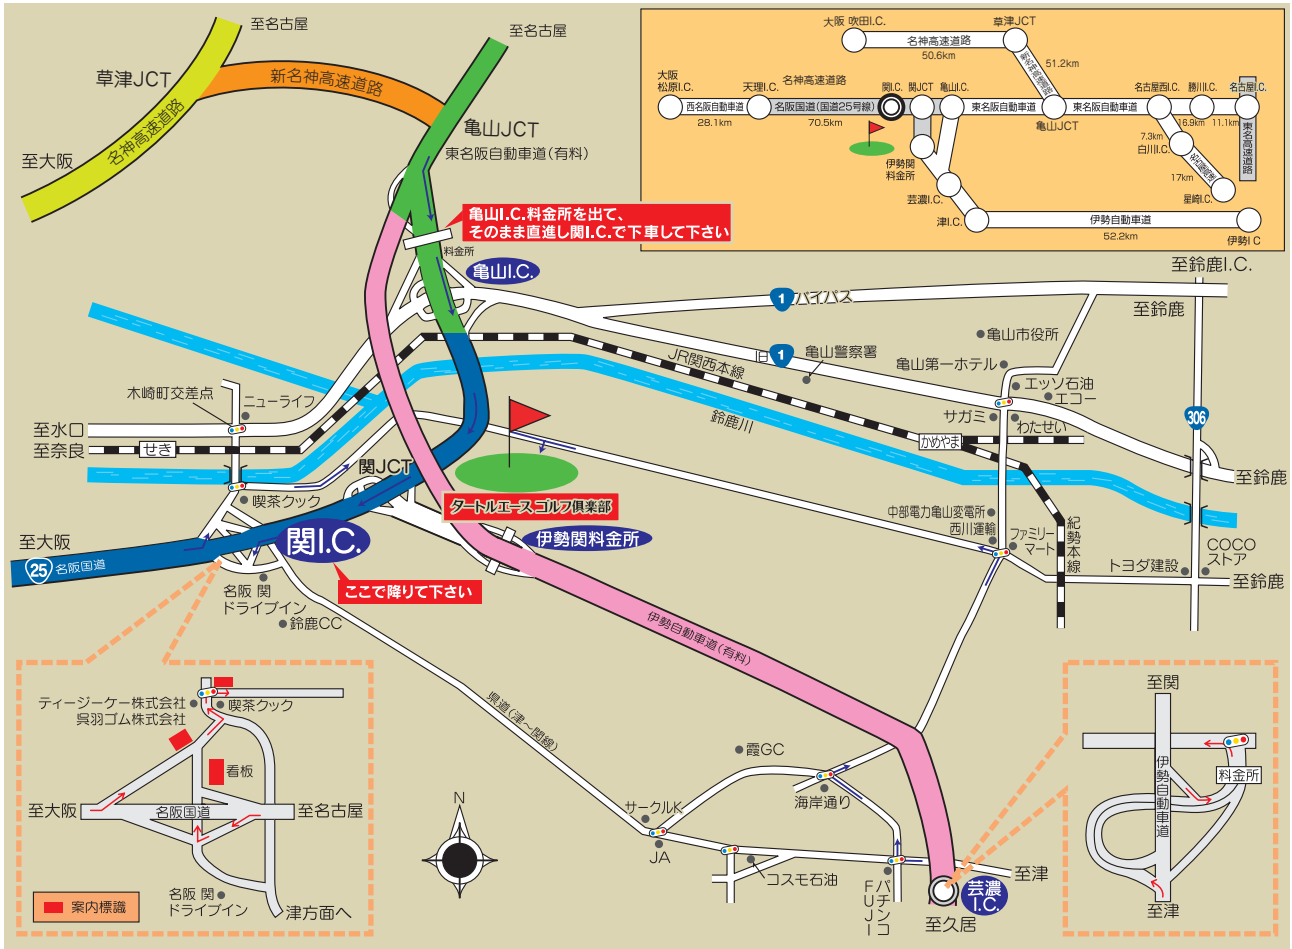 至名古屋
至名古屋
草津JCT
新名神高速道路
名神高速道路
至大阪
亀山JCT
東名阪自動車道(有料)
亀山I.C.料金所を出て、
そのまま直進し関I.C.で下車して下さい
料金所
亀山I.C.
大阪 吹田I.C.
草津JCT
名神高速道路
50.6km
新名神高速道路
51.2km
大阪
松原I.C.
天理I.C.
名神高速道路
関I.C.
関JCT
亀山I.C.
名古屋西I.C.
勝川I.C.
名古屋I.C.
西名阪自動車道
名阪国道(国道25号線)
東名阪自動車道
東名阪自動車道
28.1km
70.5km
亀山JCT
16.9km
11.1km
7.3km
白川I.C.
東名高速道路
17km
星崎I.C.
伊勢関
料金所
芸濃I.C.
津I.C.
伊勢自動車道
52.2km
伊勢I C
至鈴鹿I.C.
1
バイパス
至鈴鹿
亀山市役所
1
亀山警察署
亀山第一ホテル
JR関西本線
エッソ石油
エコー
鈴鹿川
サガミ
わたせい
306
かめやま
至鈴鹿
木崎町交差点
ニューライフ
至水口
至奈良
せき
関JCT
喫茶クック
タートルエースゴルフ倶楽部
至大阪
関I.C.
伊勢関料金所
25
名阪国道
ここで降りて下さい
名阪 関
ドライブイン
鈴鹿CC
中部電力亀山変電所
西川運輸
ファミリー
マート
紀勢本線
COCO
ストア
トヨダ建設
至鈴鹿
伊勢自動車道(有料)
県道(津〜関線)
霞GC
海岸通り
サークルK
JA
コスモ石油
パチンコ
FUJI
至津
芸濃
I.C.
至久居
N
ティージーケー株式会社
呉羽ゴム株式会社
喫茶クック
看板
至大阪
名阪国道
至名古屋
名阪 関
ドライブイン
津方面へ
案内標識
至関
伊勢自動車道
料金所
至津